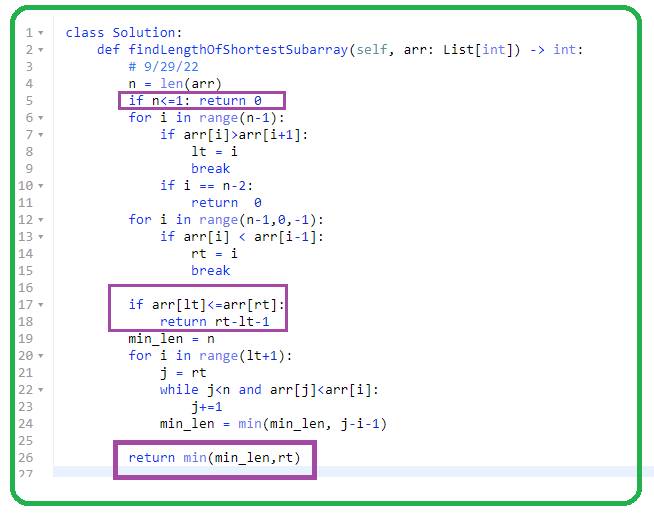 1 class Solution:
2     def findLengthOfShortestSubarray(self, arr: List[int]) -> int:
3         # 9/29/22
4         n = len(arr)
5         if n<=1: return 0
6         for i in range(n-1):
7             if arr[i]>arr[i+1]:
8                 lt = i
9                 break
10             if i == n-2:
11                 return  0
12         for i in range(n-1,0,-1):
13             if arr[i] < arr[i-1]:
14                 rt = i
15                 break
16
17         if arr[lt]<=arr[rt]:
18             return rt-lt-1
19         min_len = n
20         for i in range(lt+1):
21             j = rt
22             while j<n and arr[j]<arr[i]:
23                 j+=1
24             min_len = min(min_len, j-i-1)
25
26         return min(min_len,rt)
27